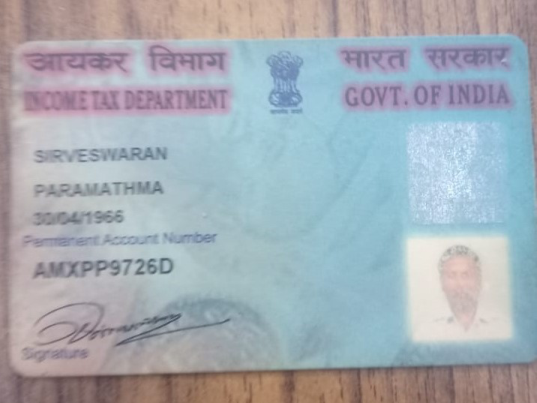 आयकर विभाग
भारत सरकार
INCOME TAX DEPARTMENT
GOVT. OF INDIA
SIRVESWARAN
PARAMATHMA
30/04/1966
Permanent Account Number
AMXPP9726D
Signature